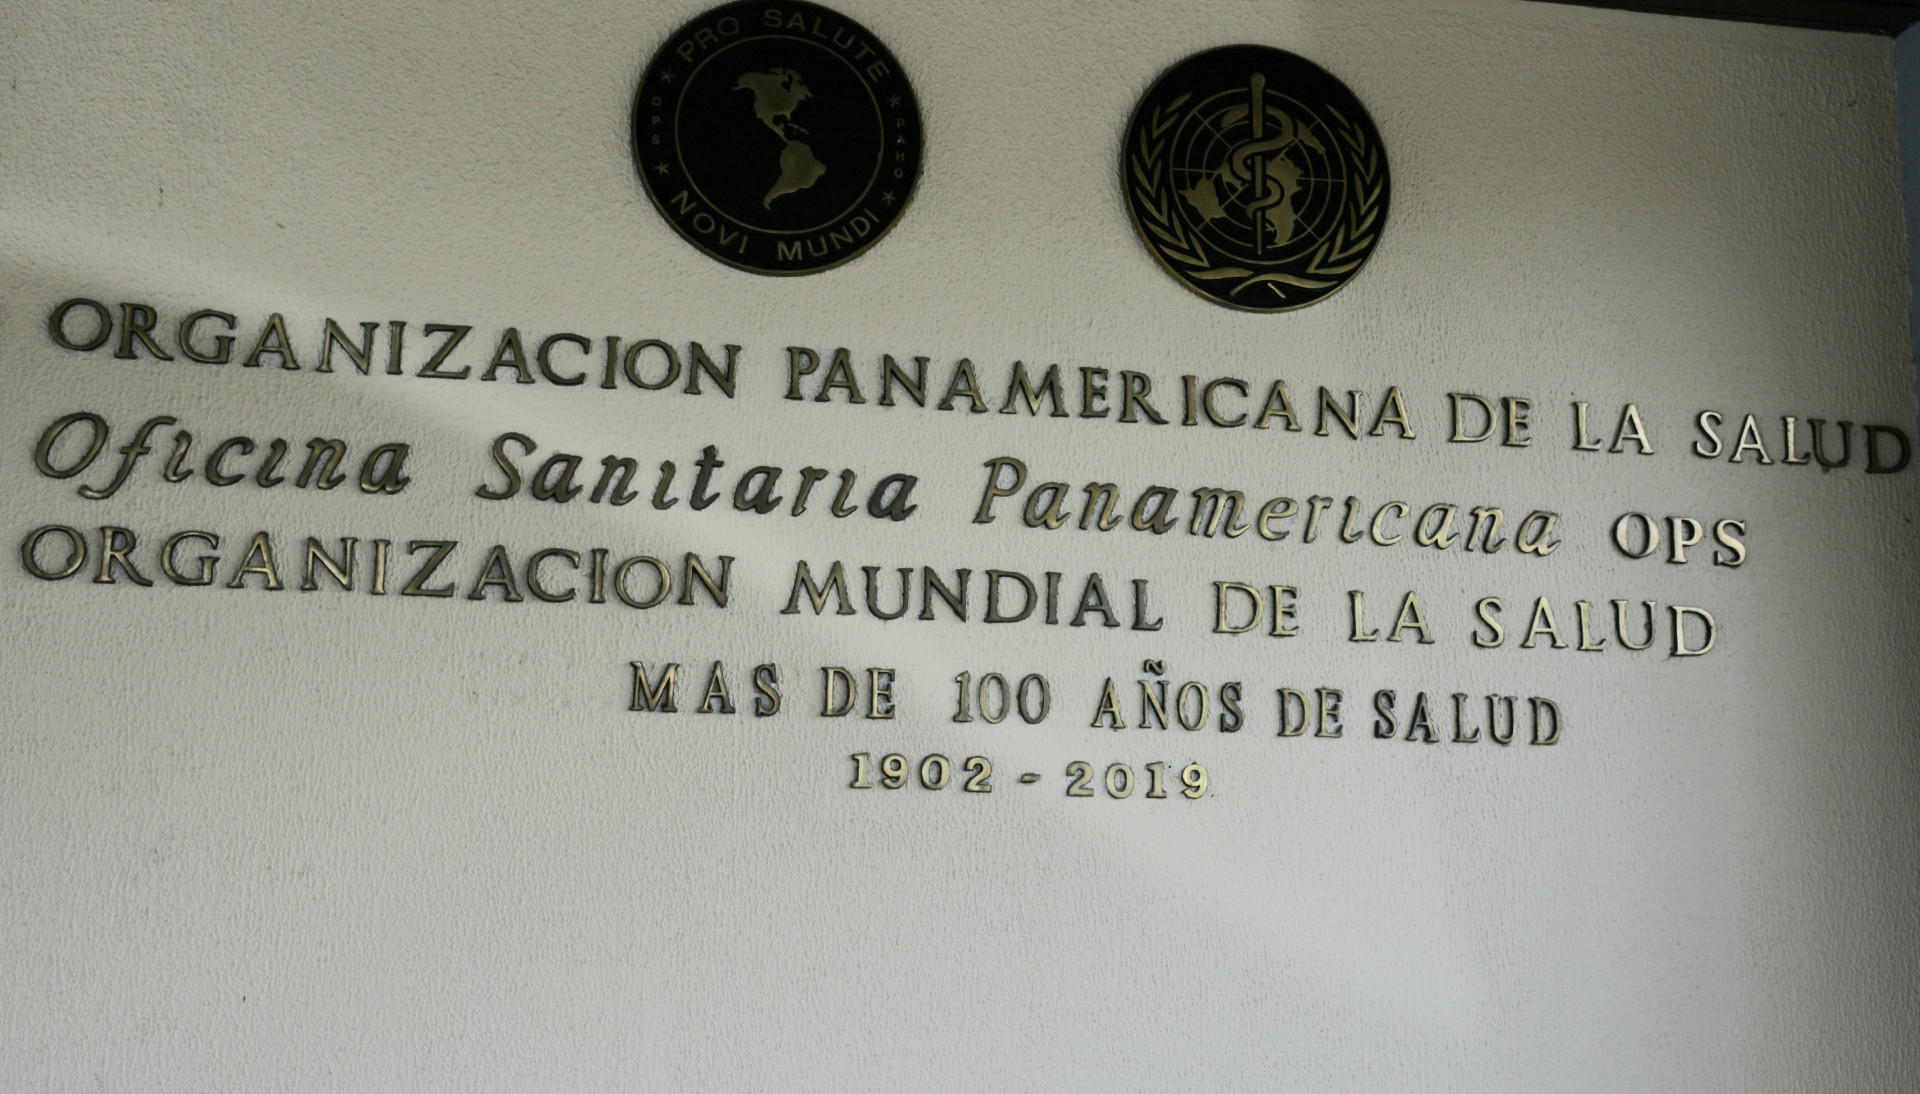 PRO SALUTE
OPS
PAHO
NOVI MUNDI
ORGANIZACION PANAMERICANA DE LA SALUD
Oficina Sanitaria Panamericana OPS
ORGANIZACION MUNDIAL DE LA SALUD
MAS DE 100 AÑOS DE SALUD
1902 - 2019